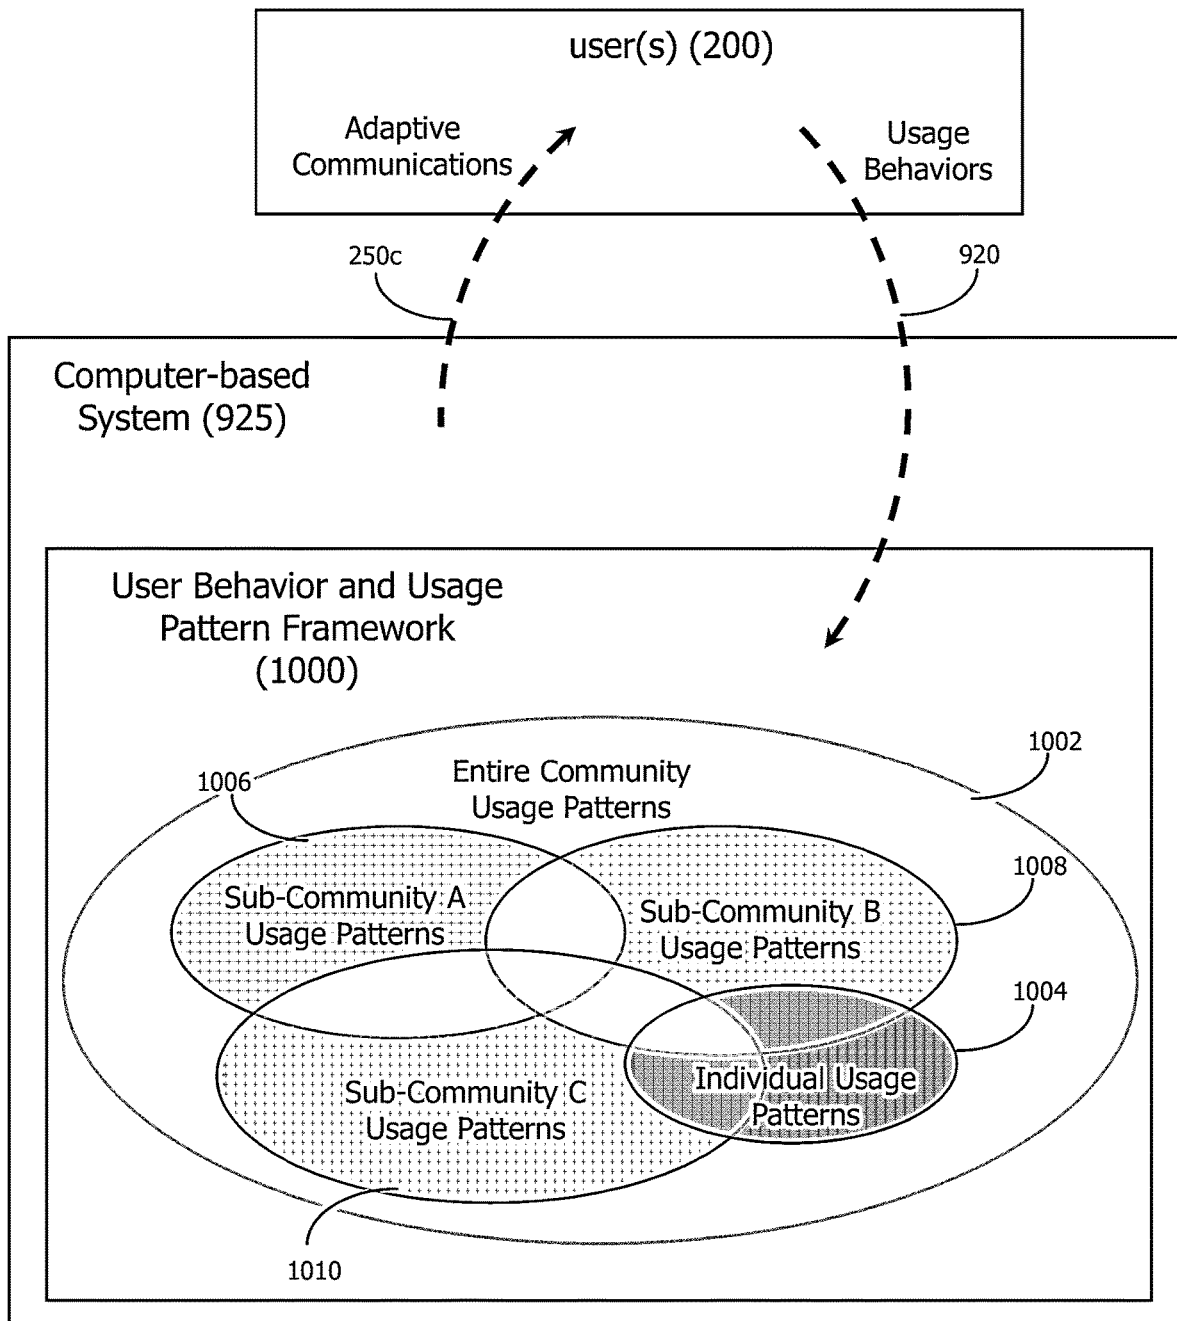 user(s) (200)
Adaptive
Communications
Usage
Behaviors
250c
920
Computer-based
System (925)
User Behavior and Usage
Pattern Framework
(1000)
1002
1006
Entire Community
Usage Patterns
1008
Sub-Community A
Usage Patterns
Sub-Community B
Usage Patterns
1004
Individual Usage
Patterns
Sub-Community C
Usage Patterns
1010